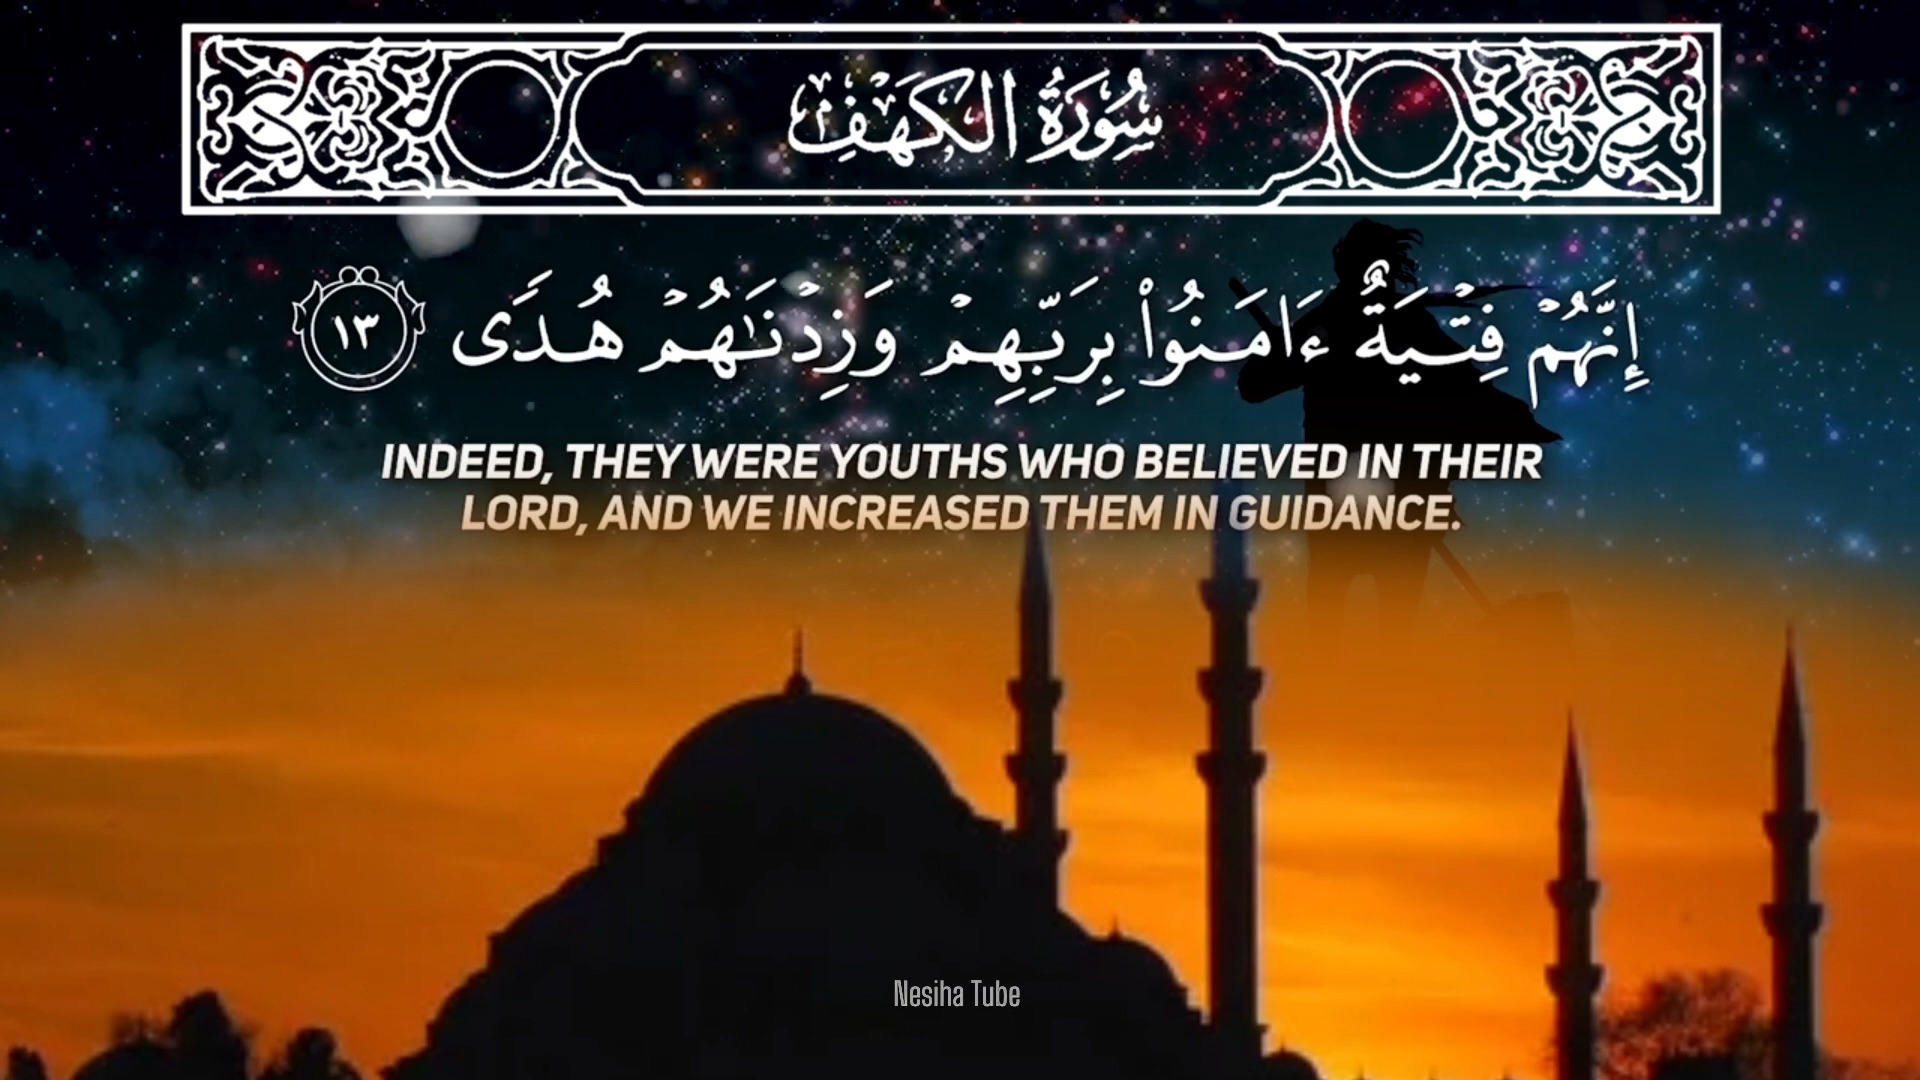 سُورَةُ الكَهْفِ
إِنَّهُمْ فِتْيَةٌ ءَامَنُوا۟ بِرَبِّهِمْ وَزِدْنَـٰهُمْ هُدًى ١٣
INDEED, THEY WERE YOUTHS WHO BELIEVED IN THEIR
LORD, AND WE INCREASED THEM IN GUIDANCE.
Nesiha Tube